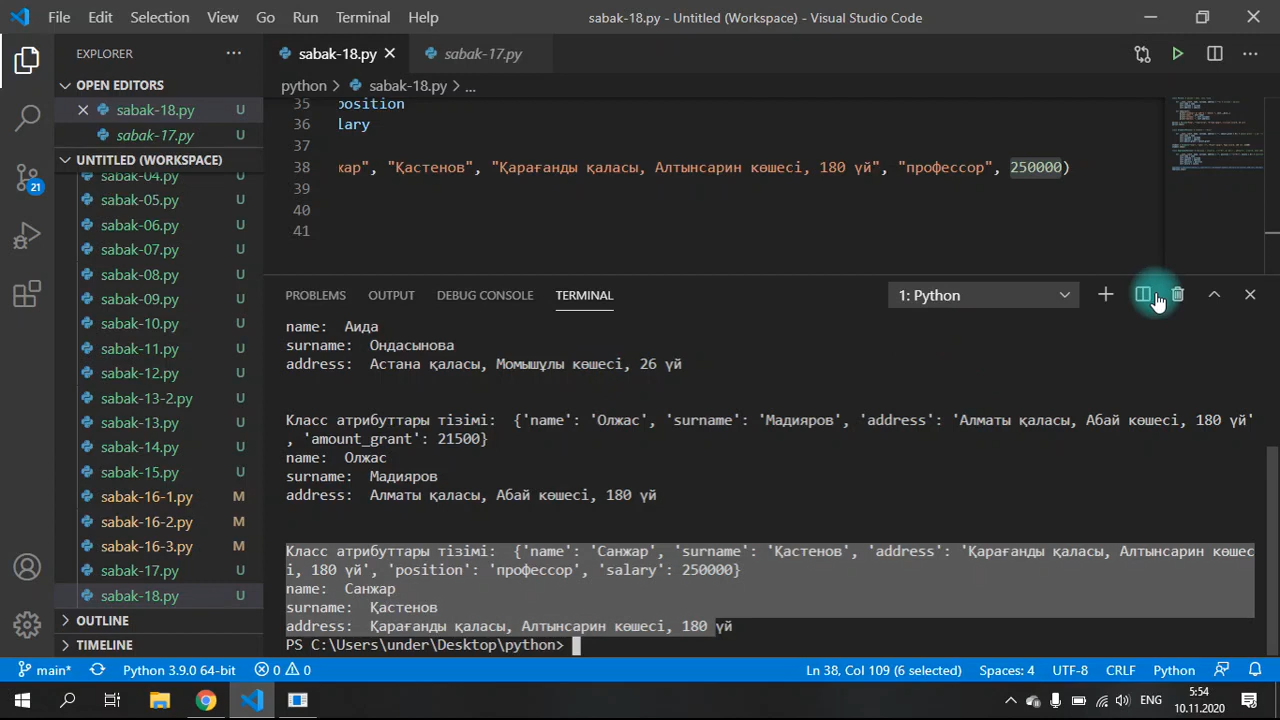 File Edit Selection View Go Run Terminal Help sabak-18.py - Untitled (Workspace) - Visual Studio Code
EXPLORER
sabak-18.py sabak-17.py
OPEN EDITORS
sabak-18.py U
sabak-17.py U
UNTITLED (WORKSPACE)
sabak-04.py U
sabak-05.py U
sabak-06.py U
sabak-07.py U
sabak-08.py U
sabak-09.py U
sabak-10.py U
sabak-11.py U
sabak-12.py U
sabak-13-2.py U
sabak-13.py U
sabak-14.py U
sabak-15.py U
sabak-16-1.py M
sabak-16-2.py M
sabak-16-3.py M
sabak-17.py U
sabak-18.py U
OUTLINE
TIMELINE
21
python > sabak-18.py > ...
35 position
36 lary
37
38 кар", "Қастенов", "Қарағанды қаласы, Алтынсарин көшесі, 180 үй", "профессор", 250000)
39
40
41
PROBLEMS OUTPUT DEBUG CONSOLE TERMINAL 1: Python
name: Аида
surname: Ондасынова
address: Астана қаласы, Момышұлы көшесі, 26 үй
Класс атрибуттары тізімі: {'name': 'Олжас', 'surname': 'Мадияров', 'address': 'Алматы қаласы, Абай көшесі, 180 үй'
, 'amount_grant': 21500}
name: Олжас
surname: Мадияров
address: Алматы қаласы, Абай көшесі, 180 үй
Класс атрибуттары тізімі: {'name': 'Санжар', 'surname': 'Қастенов', 'address': 'Қарағанды қаласы, Алтынсарин көшес
і, 180 үй', 'position': 'профессор', 'salary': 250000}
name: Санжар
surname: Қастенов
address: Қарағанды қаласы, Алтынсарин көшесі, 180 үй
PS C:\Users\under\Desktop\python>
main* Python 3.9.0 64-bit 0 0 Ln 38, Col 109 (6 selected) Spaces: 4 UTF-8 CRLF Python
ENG 5:54
10.11.2020